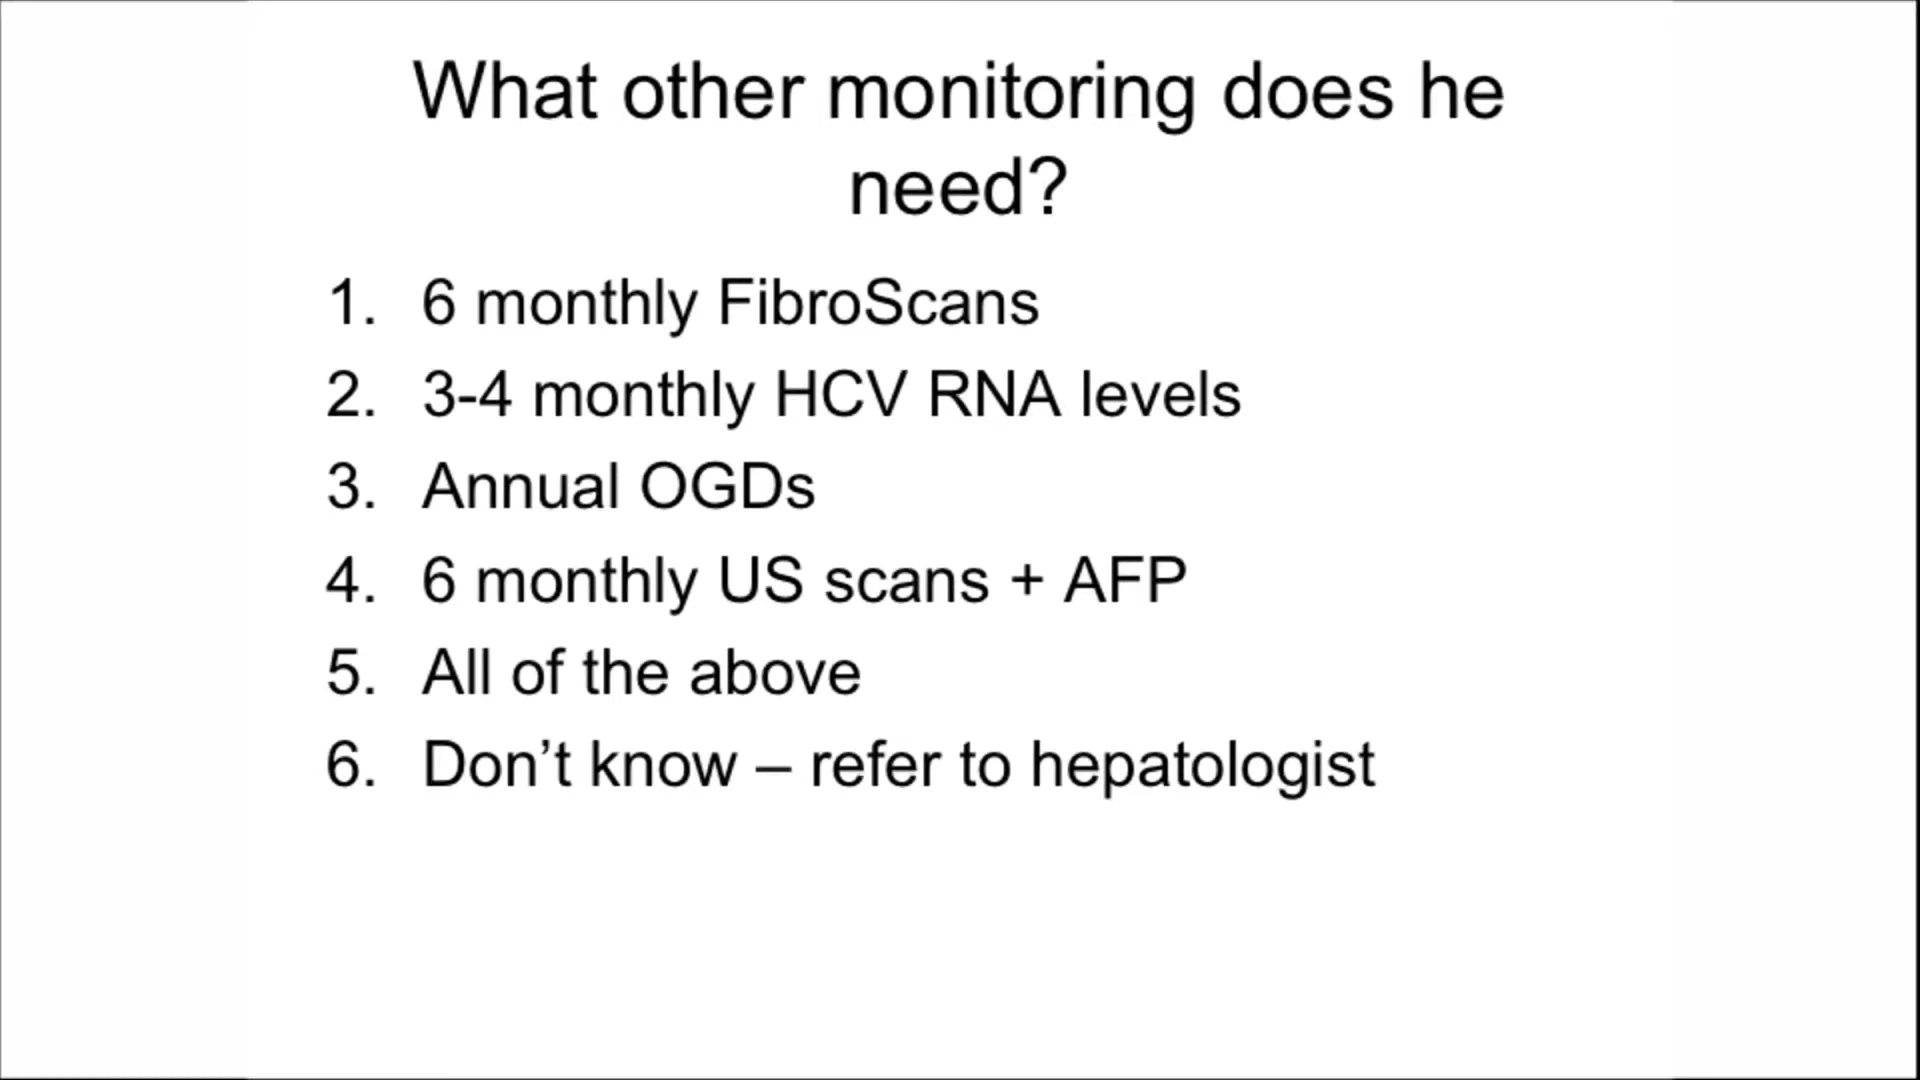 What other monitoring does he
need?
1. 6 monthly FibroScans
2. 3-4 monthly HCV RNA levels
3. Annual OGDs
4. 6 monthly US scans + AFP
5. All of the above
6. Don’t know – refer to hepatologist